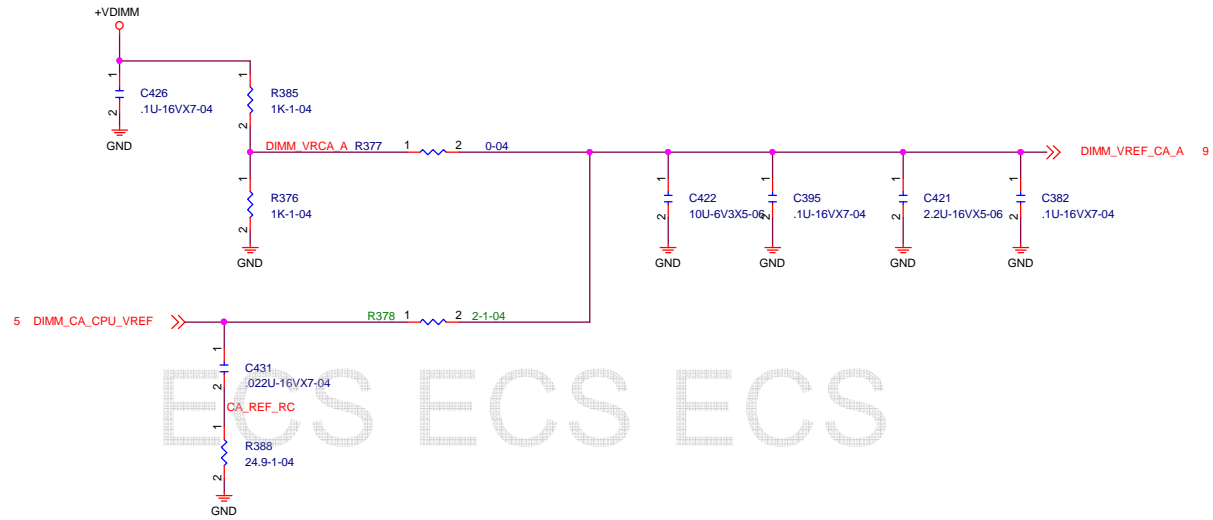 +VDIMM
1
C426
.1U-16VX7-04
2
GND
1
R385
1K-1-04
2
DIMM_VRCA_A R377 1 2 0-04
1
R376
1K-1-04
2
GND
1
C422
10U-6V3X5-06
2
GND
1
C395
.1U-16VX7-04
2
GND
1
C421
2.2U-16VX5-06
2
GND
1
C382
.1U-16VX7-04
2
GND
DIMM_VREF_CA_A 9
5 DIMM_CA_CPU_VREF
R378 1 2 2-1-04
1
C431
.022U-16VX7-04
2
CA_REF_RC
1
R388
24.9-1-04
2
GND
ECS ECS ECS